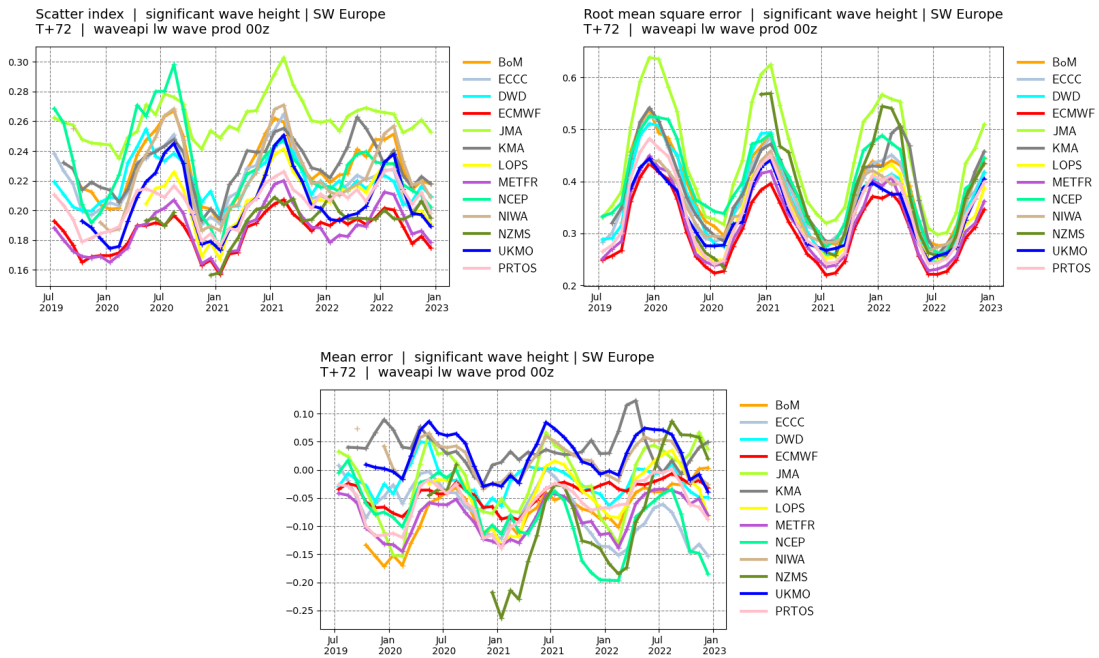 Scatter index | significant wave height | SW Europe
T+72 | waveapi lw wave prod 00z
0.30
0.28
0.26
0.24
0.22
0.20
0.18
0.16
Jul
2019
Jan
2020
Jul
2020
Jan
2021
Jul
2021
Jan
2022
Jul
2022
Jan
2023
BoM
ECCC
DWD
ECMWF
JMA
KMA
LOPS
METFR
NCEP
NIWA
NZMS
UKMO
PRTOS
Root mean square error | significant wave height | SW Europe
T+72 | waveapi lw wave prod 00z
0.6
0.5
0.4
0.3
0.2
Jul
2019
Jan
2020
Jul
2020
Jan
2021
Jul
2021
Jan
2022
Jul
2022
Jan
2023
BoM
ECCC
DWD
ECMWF
JMA
KMA
LOPS
METFR
NCEP
NIWA
NZMS
UKMO
PRTOS
Mean error | significant wave height | SW Europe
T+72 | waveapi lw wave prod 00z
0.10
0.05
0.00
−0.05
−0.10
−0.15
−0.20
−0.25
Jul
2019
Jan
2020
Jul
2020
Jan
2021
Jul
2021
Jan
2022
Jul
2022
Jan
2023
BoM
ECCC
DWD
ECMWF
JMA
KMA
LOPS
METFR
NCEP
NIWA
NZMS
UKMO
PRTOS